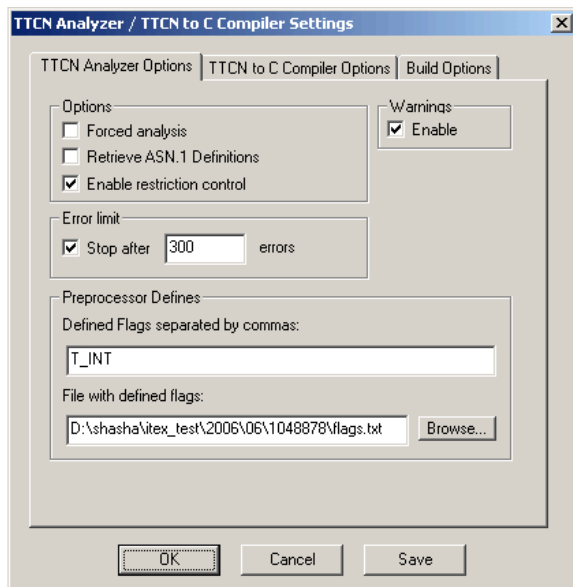 TTCN Analyzer / TTCN to C Compiler Settings
TTCN Analyzer Options
TTCN to C Compiler Options
Build Options
Options
Forced analysis
Retrieve ASN.1 Definitions
Enable restriction control
Warnings
Enable
Error limit
Stop after 300 errors
Preprocessor Defines
Defined Flags separated by commas:
T_INT
File with defined flags:
D:\shasha\itex_test\2006\06\1048878\flags.txt
Browse...
OK
Cancel
Save